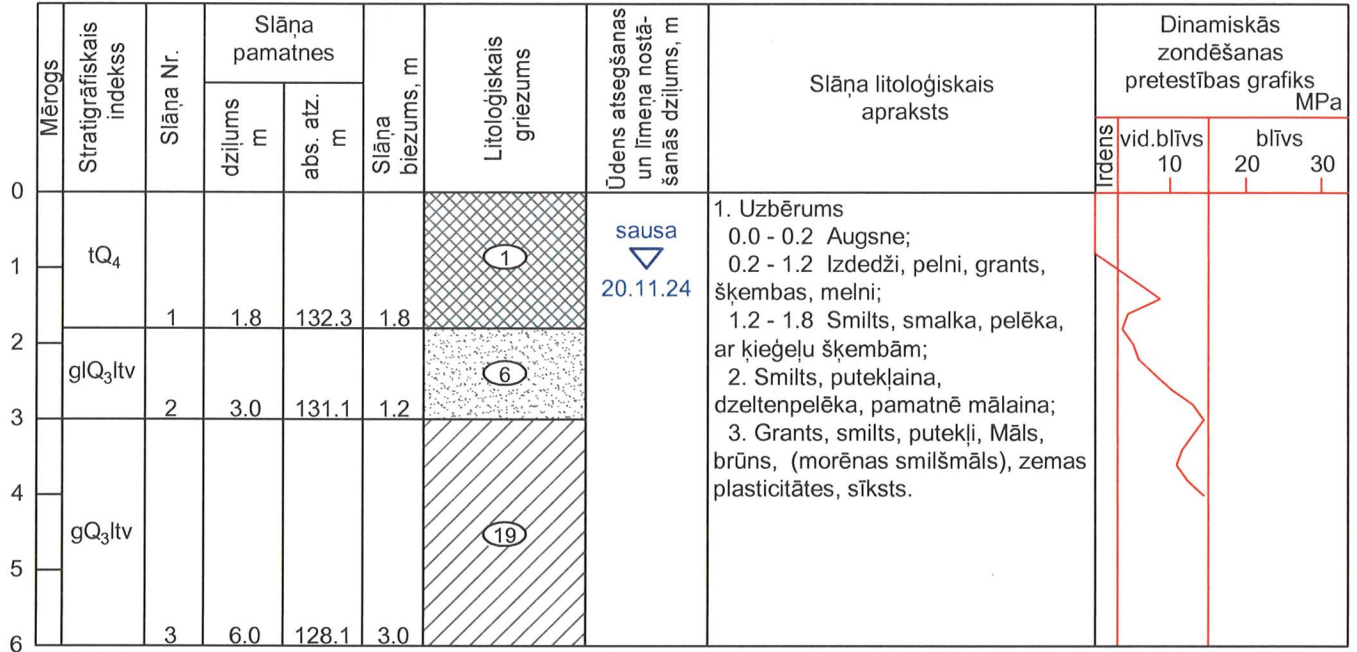 Mērogs
Stratigrāfiskais
indekss
Slāņa Nr.
Slāņa
pamatnes
dziļums
m
abs. atz.
m
Slāņa
biezums, m
Litoloģiskais
griezums
Ūdens atsegšanas
un līmeņa nostā-
šanās dziļums, m
Slāņa litoloģiskais
apraksts
Dinamiskās
zondēšanas
pretestības grafiks
MPa
Irdens
vid.blīvs
blīvs
10 20 30
0
1
2
3
4
5
6
tQ₄
1 1.8 132.3 1.8
1
glQ₃ltv
2 3.0 131.1 1.2
6
gQ₃ltv
3 6.0 128.1 3.0
19
sausa
20.11.24
1. Uzbērums
0.0 - 0.2 Augsne;
0.2 - 1.2 Izdedži, pelni, grants,
šķembas, melni;
1.2 - 1.8 Smilts, smalka, pelēka,
ar ķieģeļu šķembām;
2. Smilts, putekļaina,
dzeltenpelēka, pamatnē mālaina;
3. Grants, smilts, putekļi, Māls,
brūns, (morēnas smilšmāls), zemas
plasticitātes, sīksts.